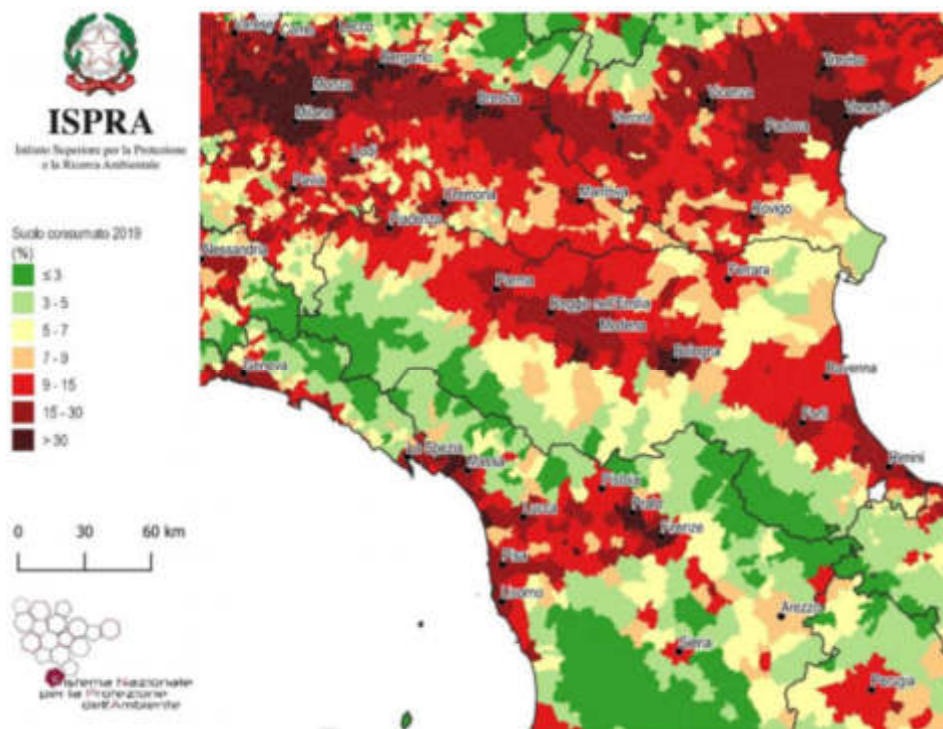 ISPRA
Istituto Superiore per la Protezione
e la Ricerca Ambientale
Suolo consumato 2019
(%)
≤ 3
3 - 5
5 - 7
7 - 9
9 - 15
15 - 30
> 30
0 30 60 km
Sistema Nazionale
per la Protezione
dell'Ambiente
Varese
Como
Lecco
Bergamo
Treviso
Monza
Brescia
Vicenza
Venezia
Milano
Verona
Padova
Lodi
Pavia
Cremona
Mantova
Rovigo
Piacenza
Alessandria
Ferrara
Parma
Reggio nell'Emilia
Modena
Bologna
Genova
Ravenna
Forlì
La Spezia
Massa
Rimini
Pistoia
Lucca
Prato
Firenze
Pisa
Livorno
Arezzo
Siena
Perugia